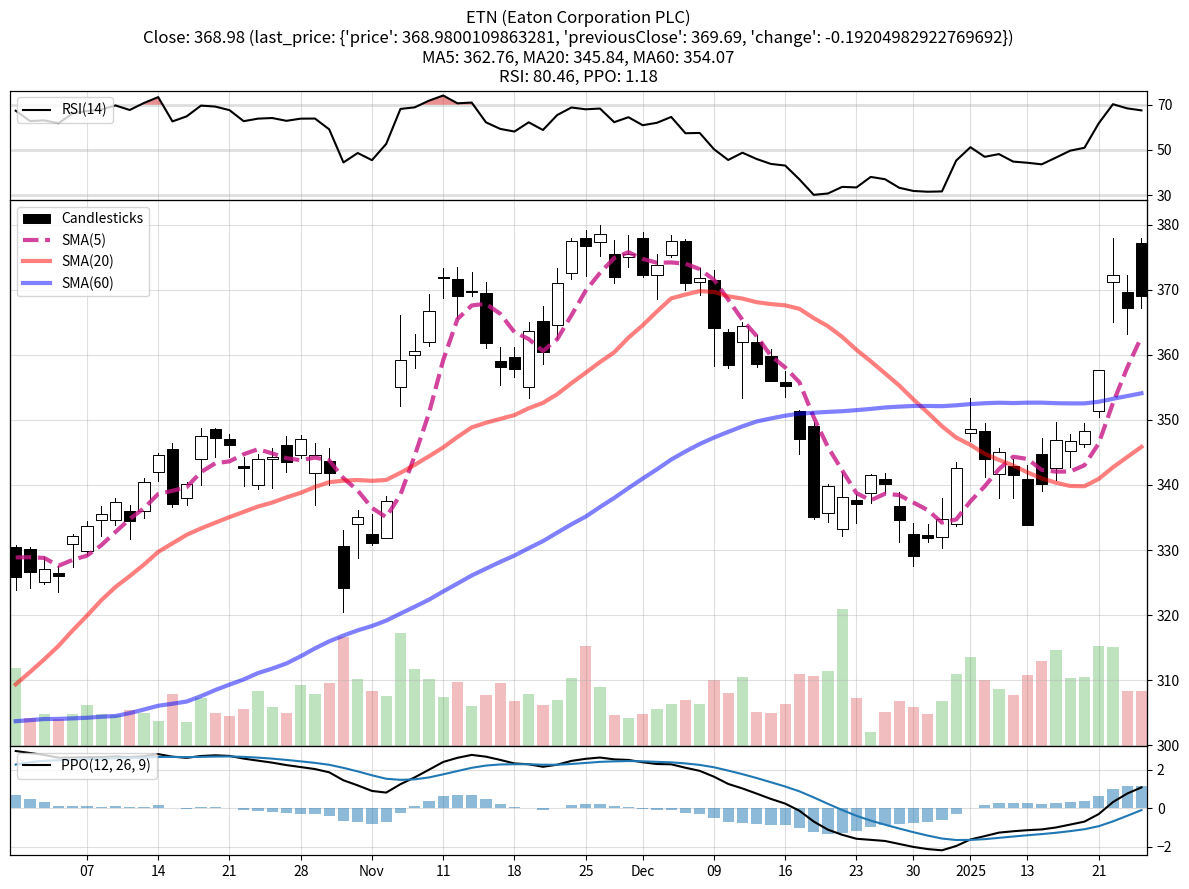 ETN (Eaton Corporation PLC)
Close: 368.98 (last_price: {'price': 368.9800109863281, 'previousClose': 369.69, 'change': -0.19204982922769692})
MA5: 362.76, MA20: 345.84, MA60: 354.07
RSI: 80.46, PPO: 1.18
RSI(14)
70
50
30
Candlesticks
SMA(5)
SMA(20)
SMA(60)
380
370
360
350
340
330
320
310
300
PPO(12, 26, 9)
2
0
−2
07 14 21 28 Nov 11 18 25 Dec 09 16 23 30 2025 13 21